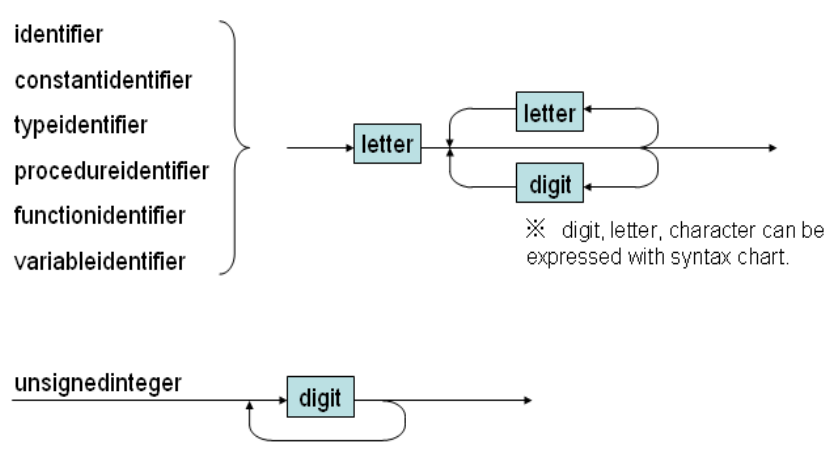 identifier
constantidentifier
typeidentifier
procedureidentifier
functionidentifier
variableidentifier
letter
letter
digit
※ digit, letter, character can be
expressed with syntax chart.
unsignedinteger
digit